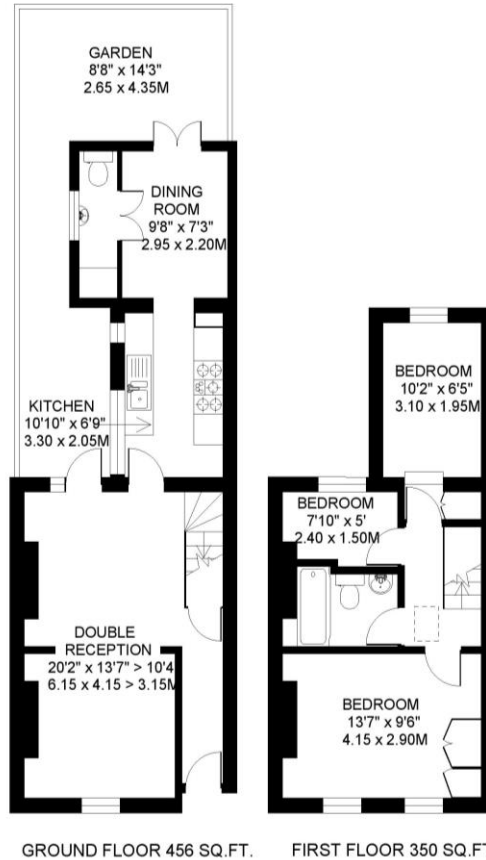 GARDEN
8'8" x 14'3"
2.65 x 4.35M
DINING
ROOM
9'8" x 7'3"
2.95 x 2.20M
KITCHEN
10'10" x 6'9"
3.30 x 2.05M
DOUBLE
RECEPTION
20'2" x 13'7" > 10'4
6.15 x 4.15 > 3.15M
GROUND FLOOR 456 SQ.FT.
BEDROOM
10'2" x 6'5"
3.10 x 1.95M
BEDROOM
7'10" x 5'
2.40 x 1.50M
BEDROOM
13'7" x 9'6"
4.15 x 2.90M
FIRST FLOOR 350 SQ.FT